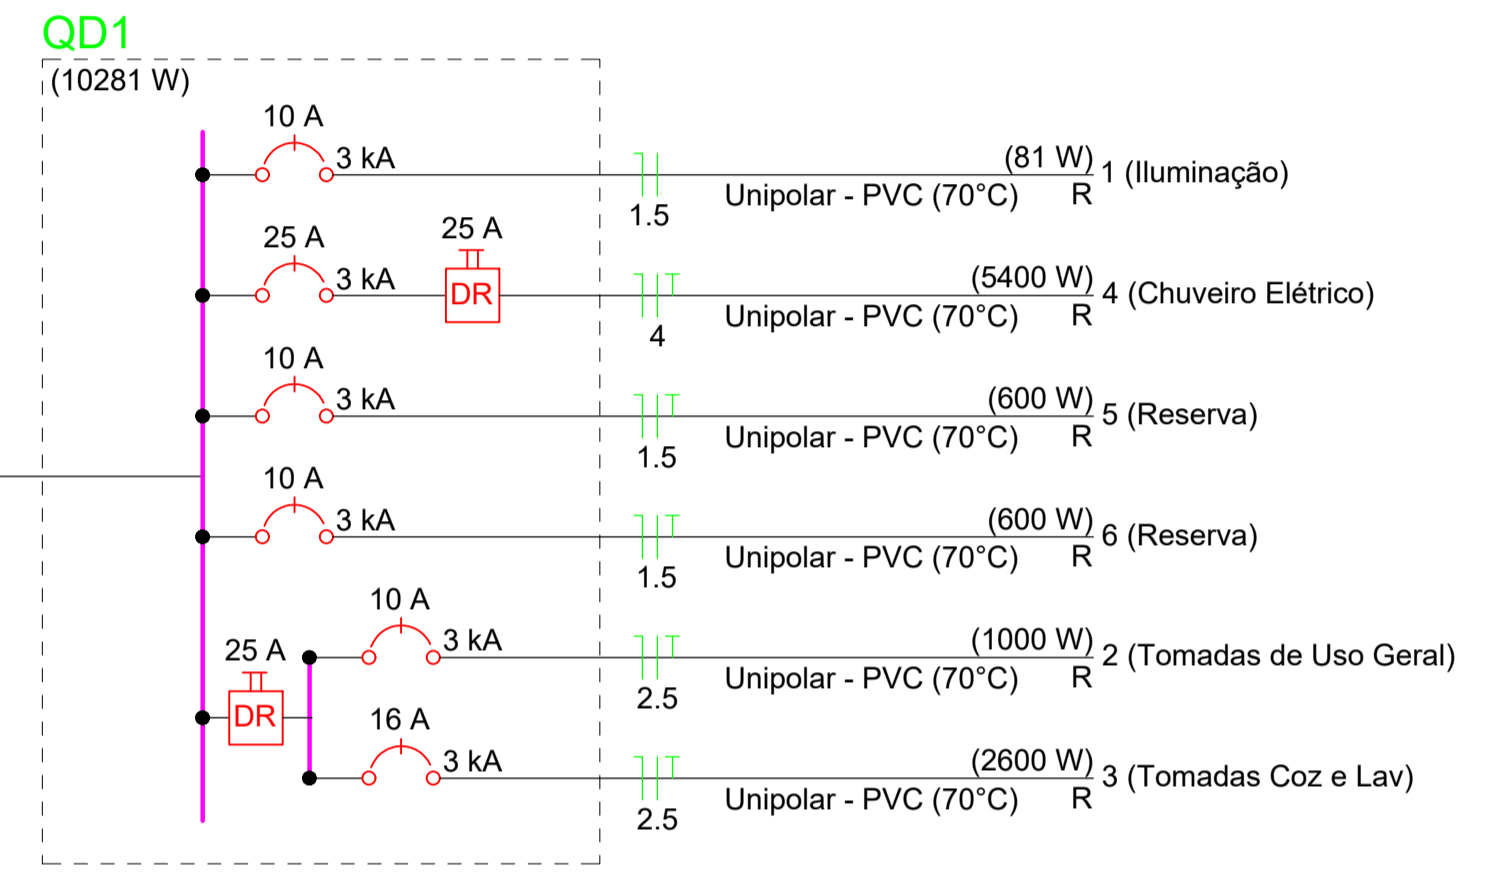 QD1
(10281 W)
10 A
3 kA
1.5
Unipolar - PVC (70°C)
(81 W)
R
1 (Iluminação)
25 A
3 kA
25 A
DR
4
Unipolar - PVC (70°C)
(5400 W)
R
4 (Chuveiro Elétrico)
10 A
3 kA
1.5
Unipolar - PVC (70°C)
(600 W)
R
5 (Reserva)
10 A
3 kA
1.5
Unipolar - PVC (70°C)
(600 W)
R
6 (Reserva)
25 A
DR
10 A
3 kA
2.5
Unipolar - PVC (70°C)
(1000 W)
R
2 (Tomadas de Uso Geral)
16 A
3 kA
2.5
Unipolar - PVC (70°C)
(2600 W)
R
3 (Tomadas Coz e Lav)